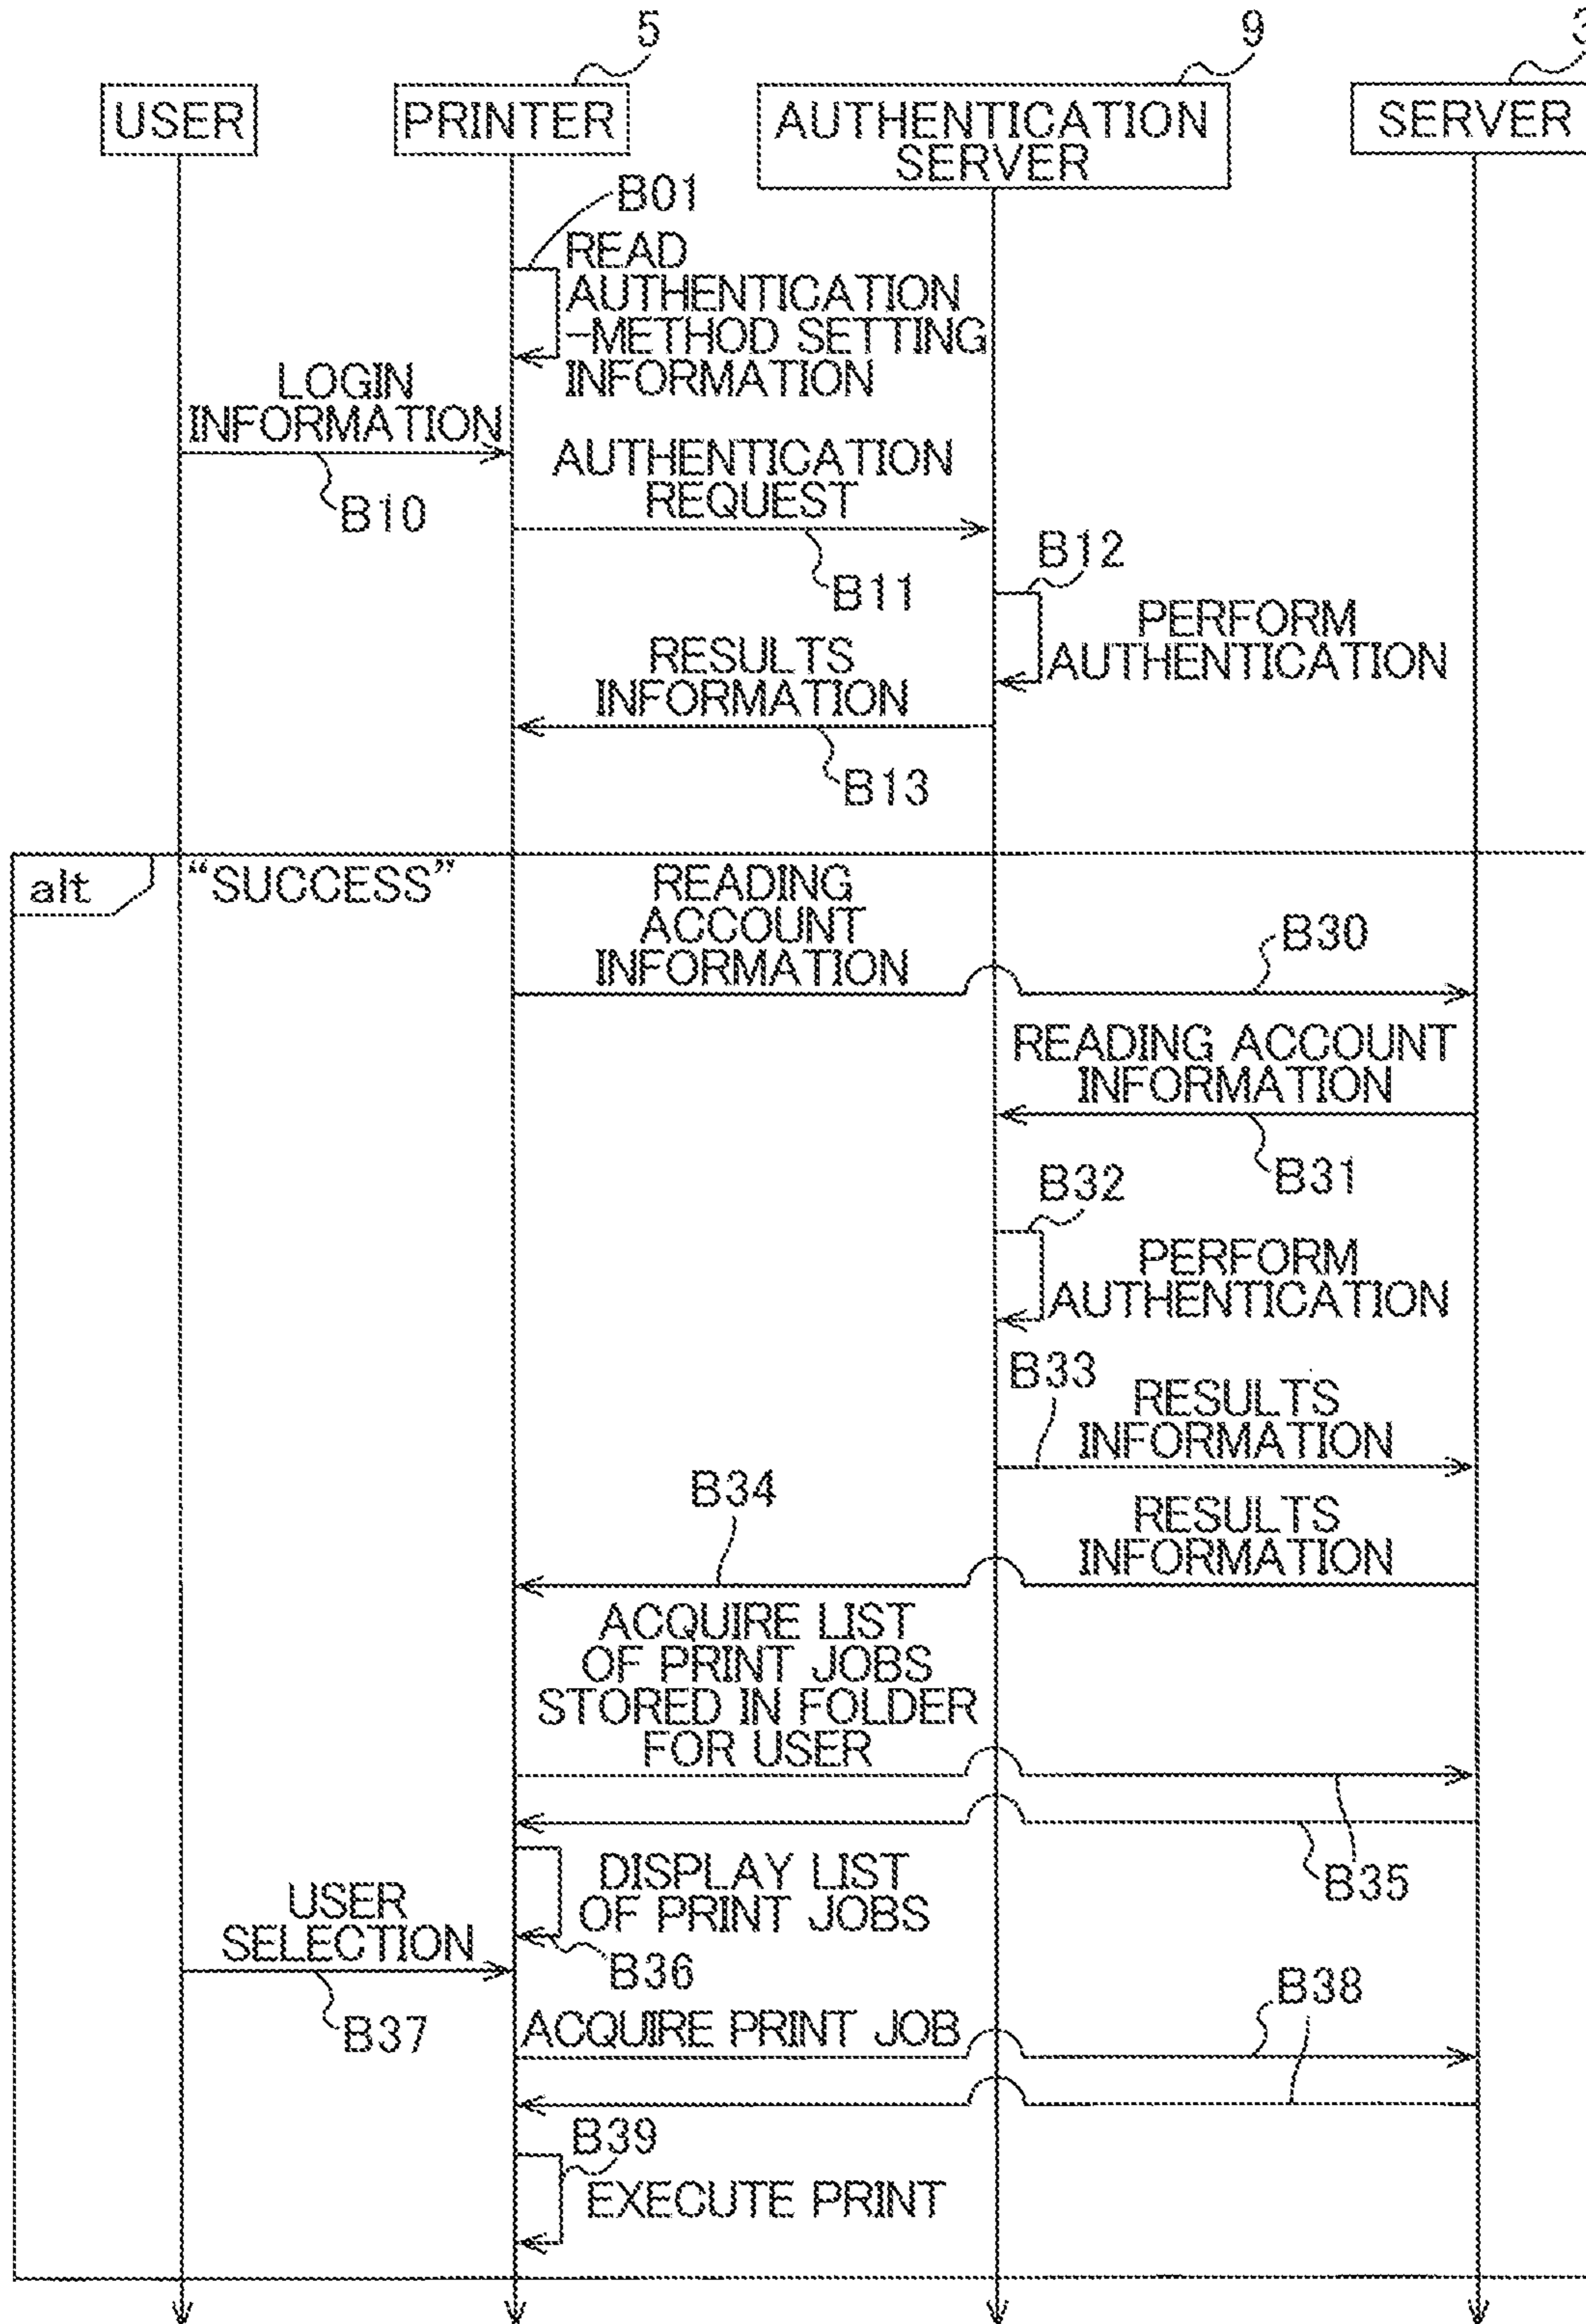 5
9
3
USER
PRINTER
AUTHENTICATION
SERVER
SERVER
B01
READ
AUTHENTICATION
-METHOD SETTING
INFORMATION
LOGIN
INFORMATION
B10
AUTHENTICATION
REQUEST
B11
B12
PERFORM
AUTHENTICATION
RESULTS
INFORMATION
B13
alt
“SUCCESS”
READING
ACCOUNT
INFORMATION
B30
READING ACCOUNT
INFORMATION
B31
B32
PERFORM
AUTHENTICATION
B33
RESULTS
INFORMATION
B34
RESULTS
INFORMATION
ACQUIRE LIST
OF PRINT JOBS
STORED IN FOLDER
FOR USER
B35
DISPLAY LIST
OF PRINT JOBS
B36
USER
SELECTION
B37
ACQUIRE PRINT JOB
B38
B39
EXECUTE PRINT